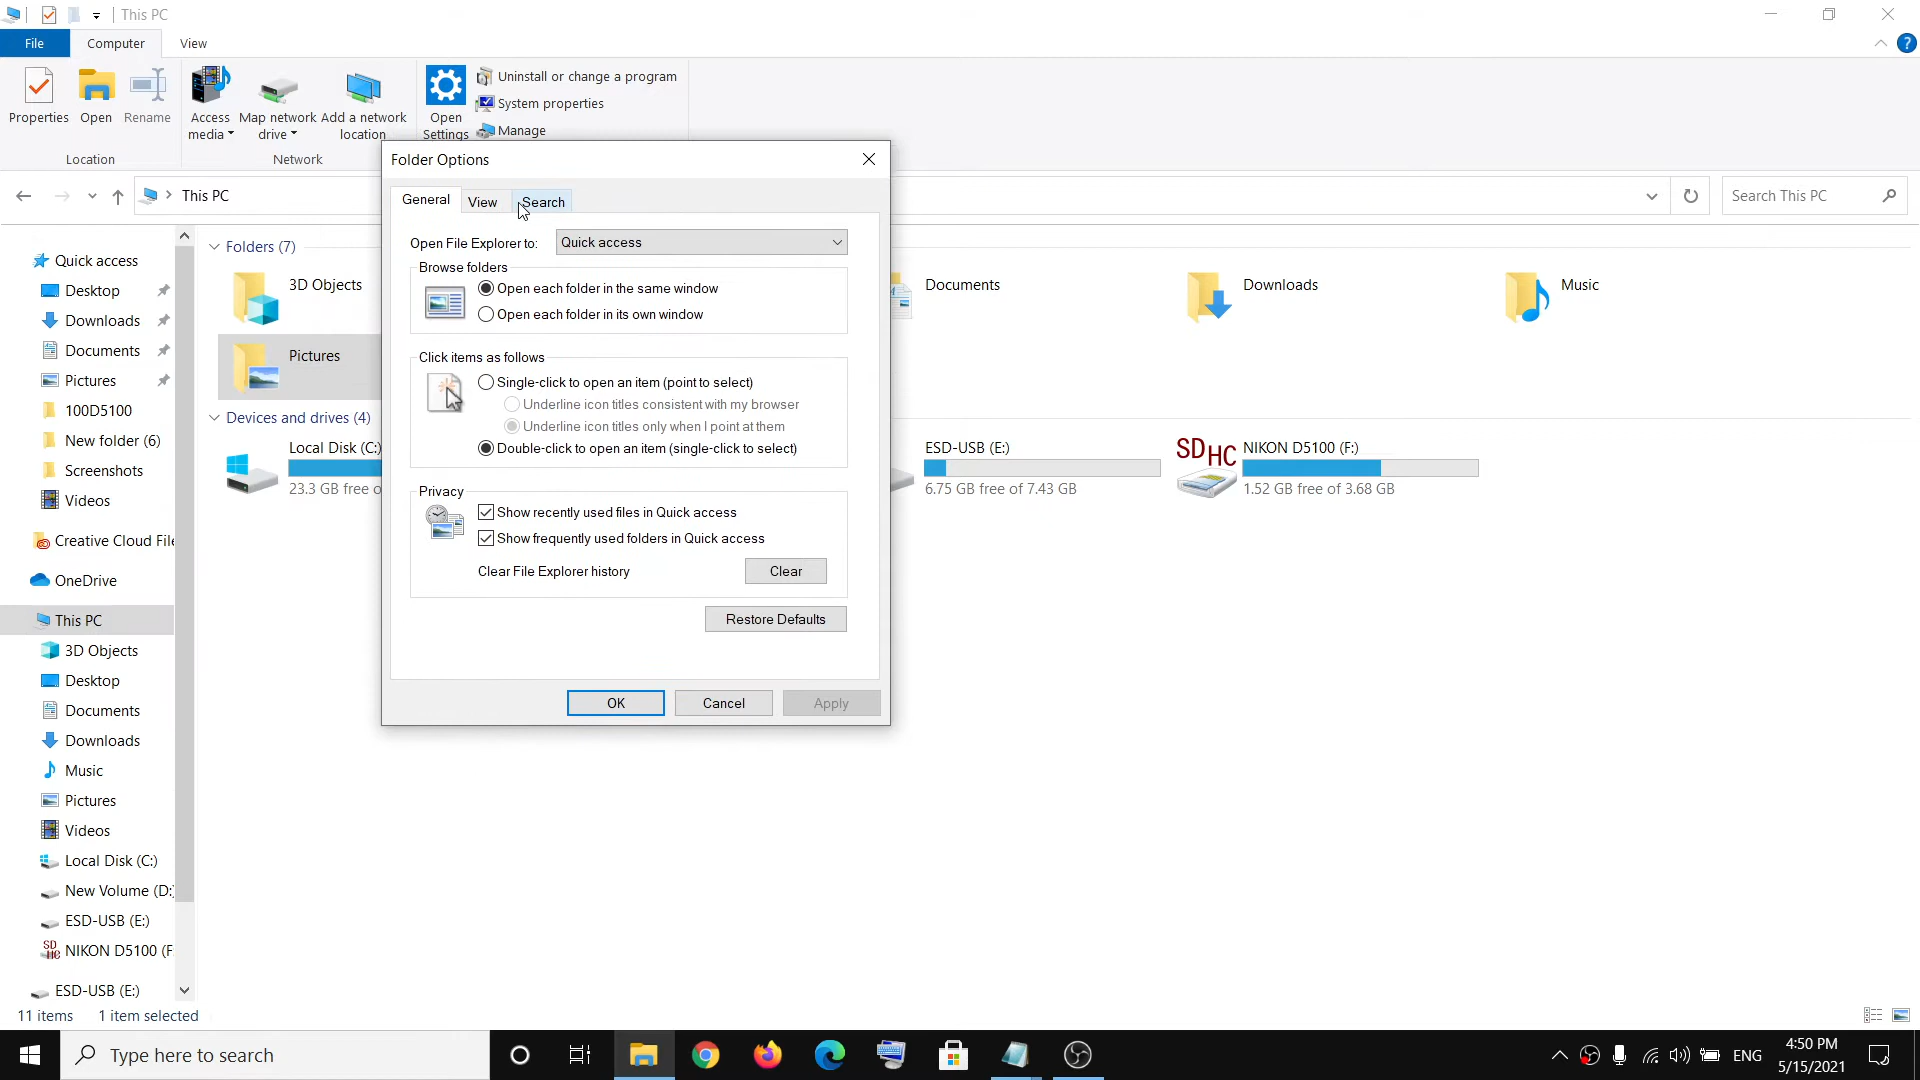 This PC
File
Computer
View
Properties
Open
Rename
Access media
Map network drive
Add a network location
Open Settings
Uninstall or change a program
System properties
Manage
Location
Network
This PC
Search This PC
Folder Options
General
View
Search
Open File Explorer to:
Quick access
Browse folders
Open each folder in the same window
Open each folder in its own window
Click items as follows
Single-click to open an item (point to select)
Underline icon titles consistent with my browser
Underline icon titles only when I point at them
Double-click to open an item (single-click to select)
Privacy
Show recently used files in Quick access
Show frequently used folders in Quick access
Clear File Explorer history
Clear
Restore Defaults
OK
Cancel
Apply
Quick access
Desktop
Downloads
Documents
Pictures
100D5100
New folder (6)
Screenshots
Videos
Creative Cloud File
OneDrive
This PC
3D Objects
Desktop
Documents
Downloads
Music
Pictures
Videos
Local Disk (C:)
New Volume (D:)
ESD-USB (E:)
NIKON D5100 (F
ESD-USB (E:)
Folders (7)
3D Objects
Documents
Downloads
Music
Pictures
Devices and drives (4)
Local Disk (C:)
23.3 GB free o
ESD-USB (E:)
6.75 GB free of 7.43 GB
SDHC
NIKON D5100 (F:)
1.52 GB free of 3.68 GB
11 items
1 item selected
Type here to search
ENG
4:50 PM
5/15/2021